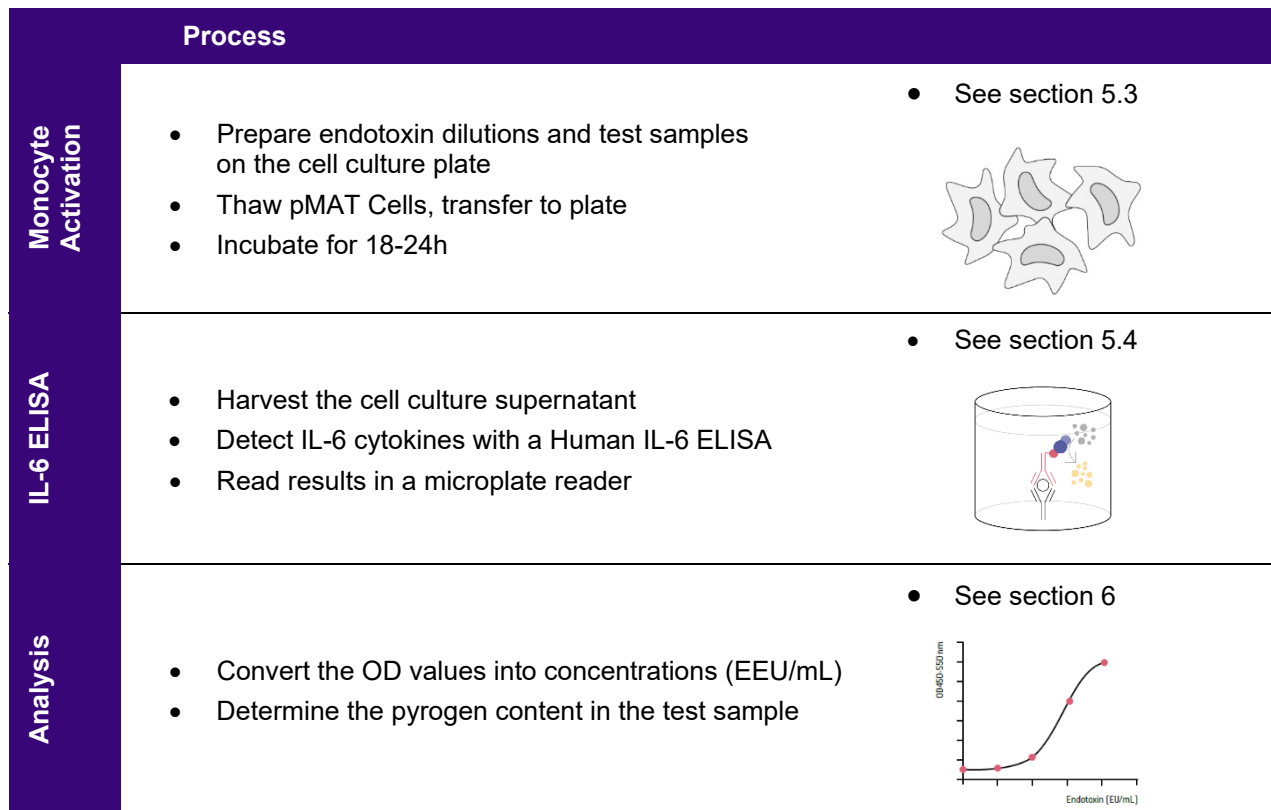 Process
Monocyte
Activation
• Prepare endotoxin dilutions and test samples
on the cell culture plate
• Thaw pMAT Cells, transfer to plate
• Incubate for 18-24h
• See section 5.3
IL-6 ELISA
• Harvest the cell culture supernatant
• Detect IL-6 cytokines with a Human IL-6 ELISA
• Read results in a microplate reader
• See section 5.4
Analysis
• Convert the OD values into concentrations (EEU/mL)
• Determine the pyrogen content in the test sample
• See section 6
OD450-550 nm
Endotoxin (EU/mL)